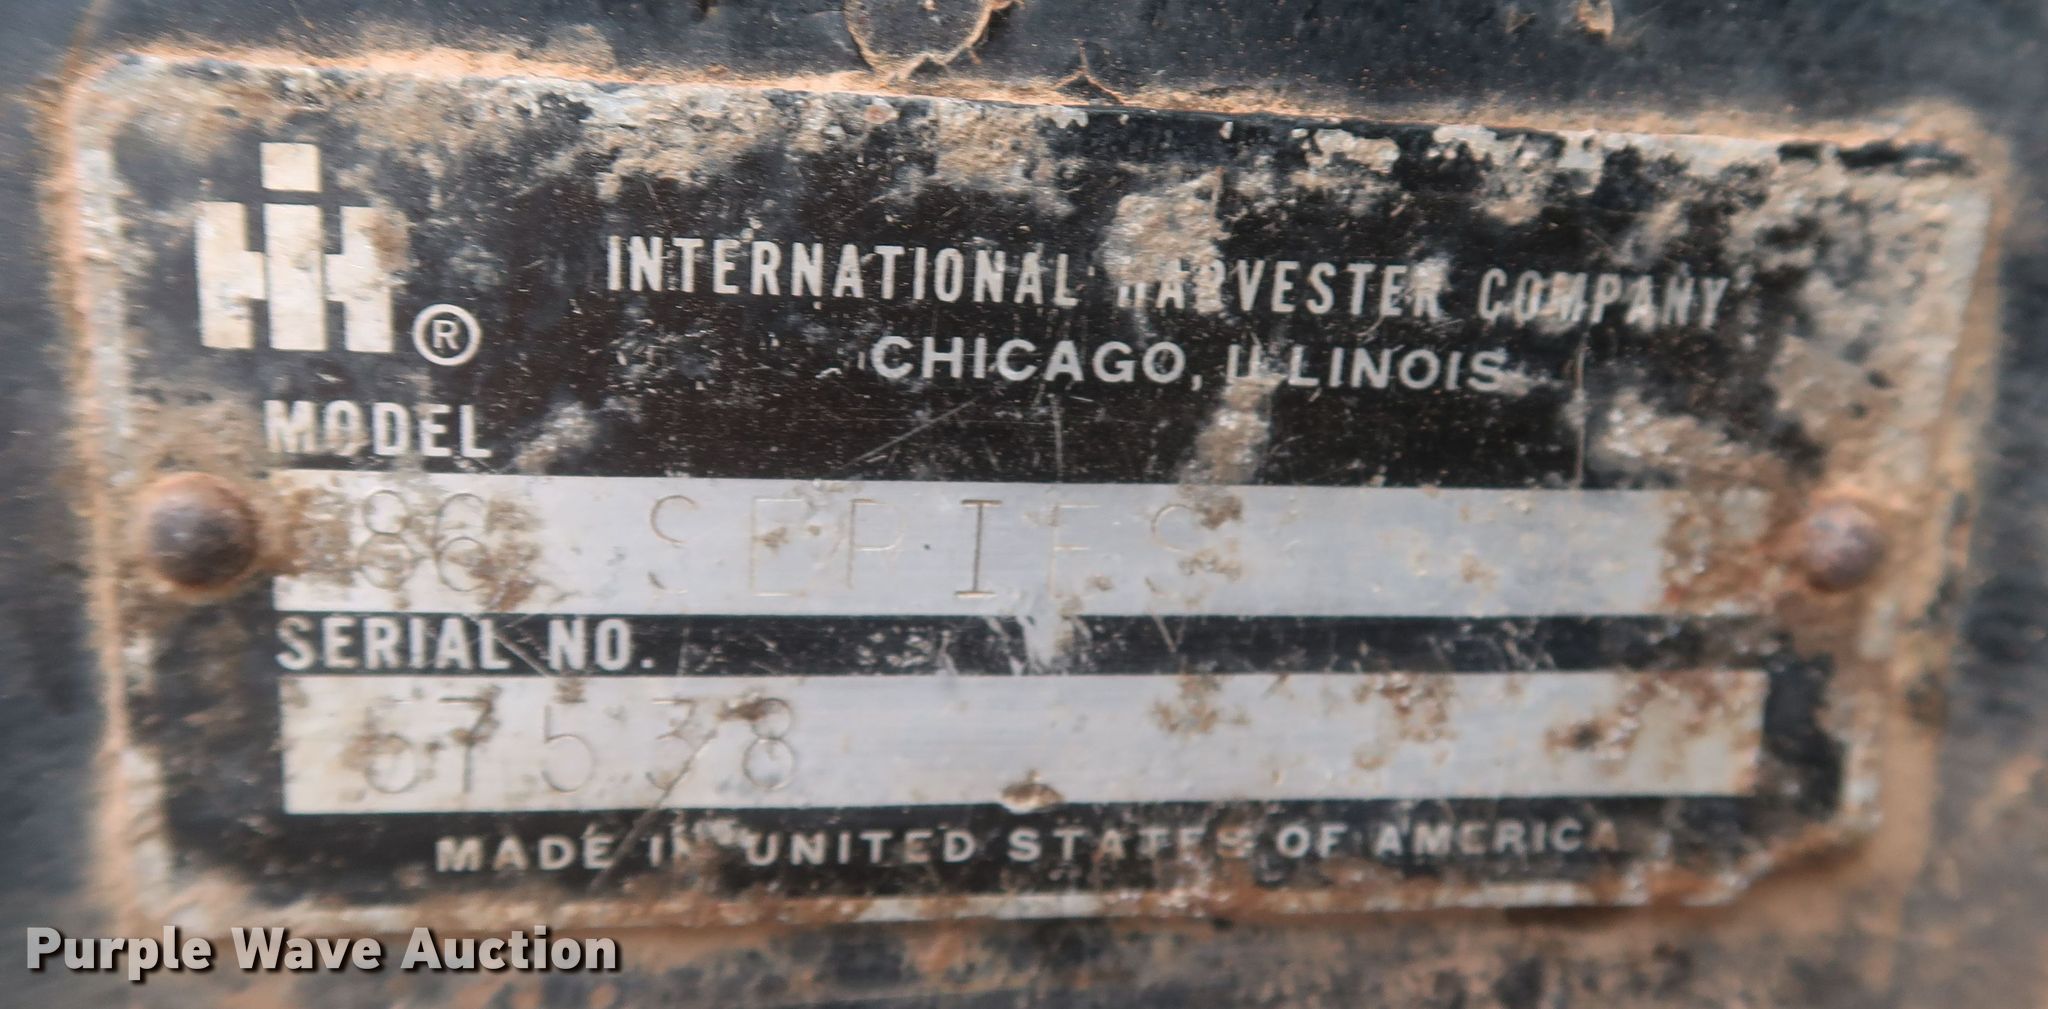 IH ®
INTERNATIONAL HARVESTER COMPANY
CHICAGO, ILLINOIS
MODEL
86 SERIES
SERIAL NO.
57538
MADE IN UNITED STATES OF AMERICA
Purple Wave Auction